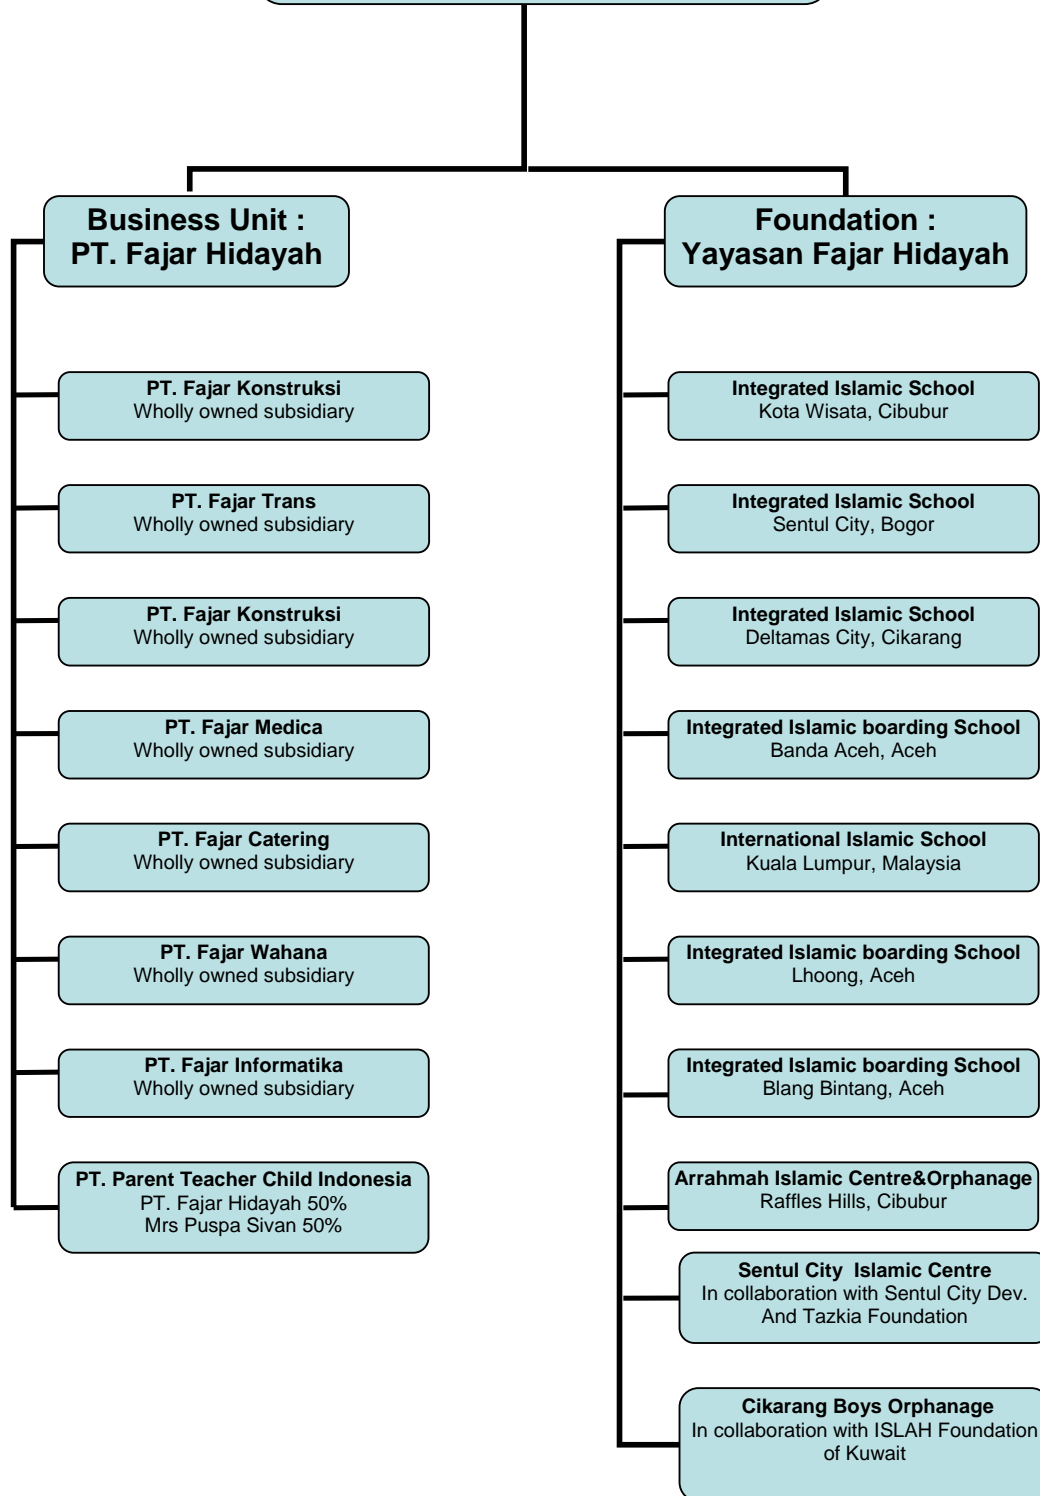 Business Unit :
PT. Fajar Hidayah
PT. Fajar Konstruksi
Wholly owned subsidiary
PT. Fajar Trans
Wholly owned subsidiary
PT. Fajar Konstruksi
Wholly owned subsidiary
PT. Fajar Medica
Wholly owned subsidiary
PT. Fajar Catering
Wholly owned subsidiary
PT. Fajar Wahana
Wholly owned subsidiary
PT. Fajar Informatika
Wholly owned subsidiary
PT. Parent Teacher Child Indonesia
PT. Fajar Hidayah 50%
Mrs Puspa Sivan 50%
Foundation :
Yayasan Fajar Hidayah
Integrated Islamic School
Kota Wisata, Cibubur
Integrated Islamic School
Sentul City, Bogor
Integrated Islamic School
Deltamas City, Cikarang
Integrated Islamic boarding School
Banda Aceh, Aceh
International Islamic School
Kuala Lumpur, Malaysia
Integrated Islamic boarding School
Lhoong, Aceh
Integrated Islamic boarding School
Blang Bintang, Aceh
Arrahmah Islamic Centre&Orphanage
Raffles Hills, Cibubur
Sentul City  Islamic Centre
In collaboration with Sentul City Dev.
And Tazkia Foundation
Cikarang Boys Orphanage
In collaboration with ISLAH Foundation
of Kuwait